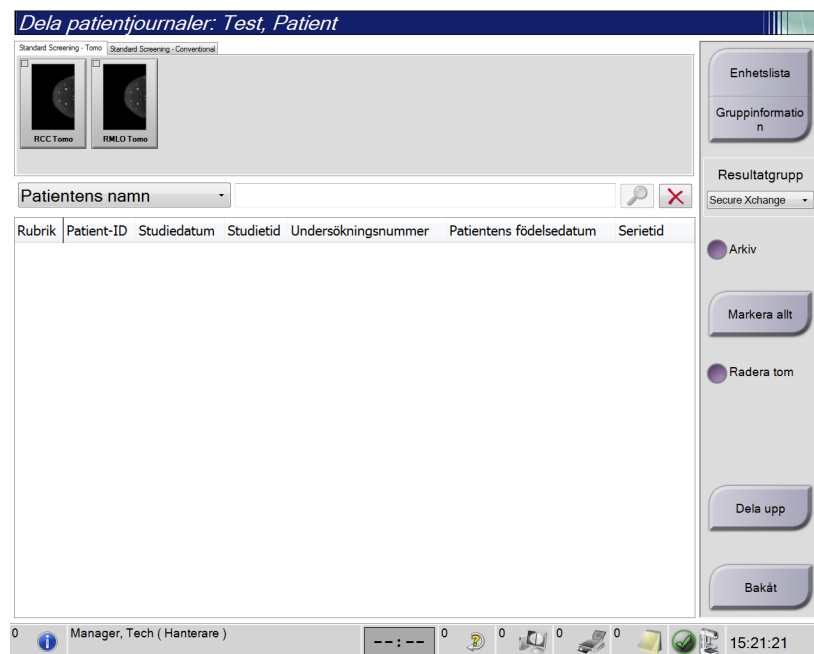 Dela patientjournaler: Test, Patient
Standard Screening - Tomo
Standard Screening - Conventional
RCC Tomo
RMLO Tomo
Patientens namn
Rubrik Patient-ID Studiedatum Studietid Undersökningsnummer Patientens födelsedatum Serietid
Enhetslista
Gruppinformatio
n
Resultatgrupp
Secure Xchange
Arkiv
Markera allt
Radera tom
Dela upp
Bakåt
0 Manager, Tech ( Hanterare ) --:-- 0 0 0 0 15:21:21